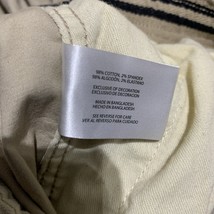 98% COTTON, 2% SPANDEX
98% ALGODÓN, 2% ELASTANO
EXCLUSIVE OF DECORATION
EXCLUSIVO DE DECORACIÓN
MADE IN BANGLADESH
HECHO EN BANGLADESH
SEE REVERSE FOR CARE
VER AL REVERSO PARA CUIDADO